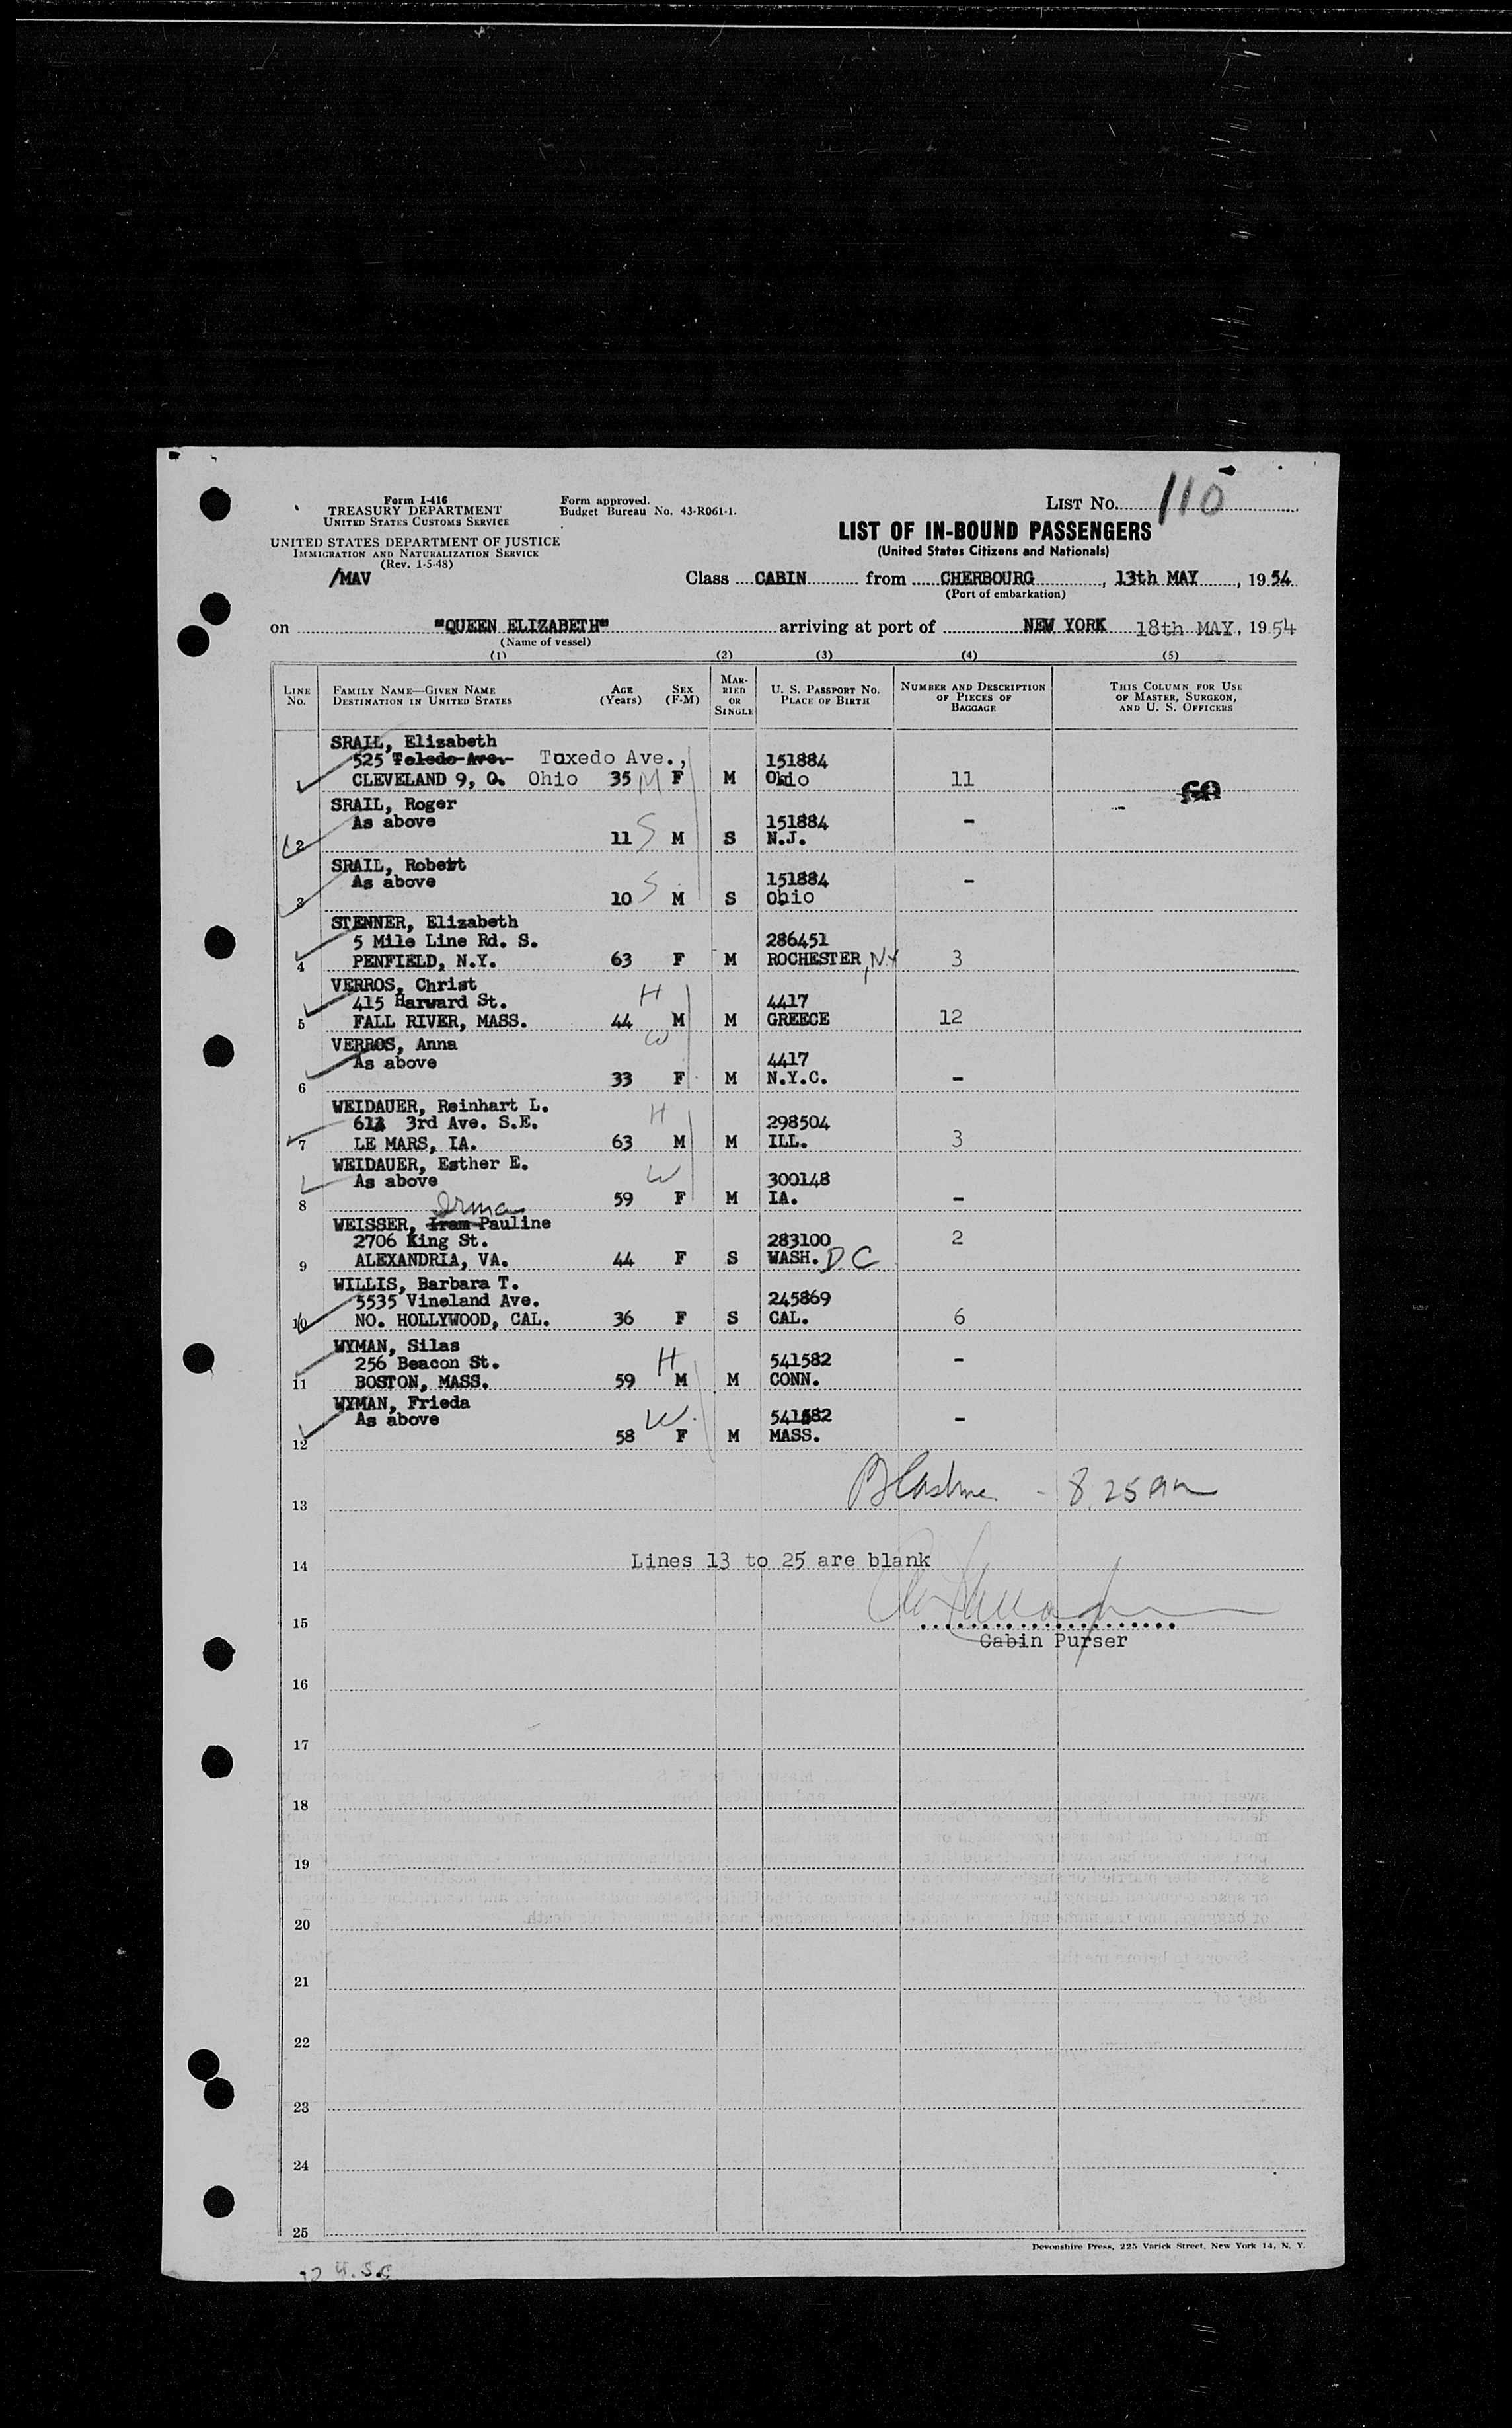 Form I-416
TREASURY DEPARTMENT
UNITED STATES CUSTOMS SERVICE
UNITED STATES DEPARTMENT OF JUSTICE
IMMIGRATION AND NATURALIZATION SERVICE
(Rev. 1-5-48)
/MAV
Form approved.
Budget Bureau No. 43-R061-1.
LIST No. 110
LIST OF IN-BOUND PASSENGERS
(United States Citizens and Nationals)
Class CABIN from CHERBOURG, 13th MAY, 1954
(Port of embarkation)
on "QUEEN ELIZABETH" arriving at port of NEW YORK 18th MAY, 1954
(Name of vessel)
(1) (2) (3) (4) (5)
LINE No.
FAMILY NAME—GIVEN NAME
DESTINATION IN UNITED STATES
AGE (Years)
SEX (F-M)
MARRIED OR SINGLE
U. S. PASSPORT NO.
PLACE OF BIRTH
NUMBER AND DESCRIPTION OF PIECES OF BAGGAGE
THIS COLUMN FOR USE OF MASTER, SURGEON, AND U. S. OFFICERS
SRAIL, Elizabeth
525 Toledo Ave. Tuxedo Ave., 151884
1 CLEVELAND 9, O. Ohio 35 M F M Ohio 11
SRAIL, Roger
As above 151884
2 11 S M S N.J. -
SRAIL, Robert
As above 151884
3 10 S M S Ohio -
STENNER, Elizabeth
5 Mile Line Rd. S. 286451
4 PENFIELD, N.Y. 63 F M ROCHESTER, N.Y 3
VERROS, Christ
415 Harward St. H 4417
5 FALL RIVER, MASS. 44 M M GREECE 12
VERROS, Anna W
As above 4417
6 33 F M N.Y.C. -
WEIDAUER, Reinhart L.
3rd Ave. S.E. H 298504
7 LE MARS, IA. 63 M M ILL. 3
WEIDAUER, Esther E.
As above W 300148
8 59 F M IA. -
Irma
WEISSER, Iram Pauline
2706 King St. 283100 2
9 ALEXANDRIA, VA. 44 F S WASH. D.C
WILLIS, Barbara T.
5535 Vineland Ave. 245869
10 NO. HOLLYWOOD, CAL. 36 F S CAL. 6
WYMAN, Silas
256 Beacon St. H 541582 -
11 BOSTON, MASS. 59 M M CONN.
WYMAN, Frieda
As above W. 541582 -
12 58 F M MASS.
13 - 8.25 am
14 Lines 13 to 25 are blank
15
Cabin Purser
16
17
18
19
20
21
22
23
24
25
Devonshire Press, 225 Varick Street, New York 14, N. Y.